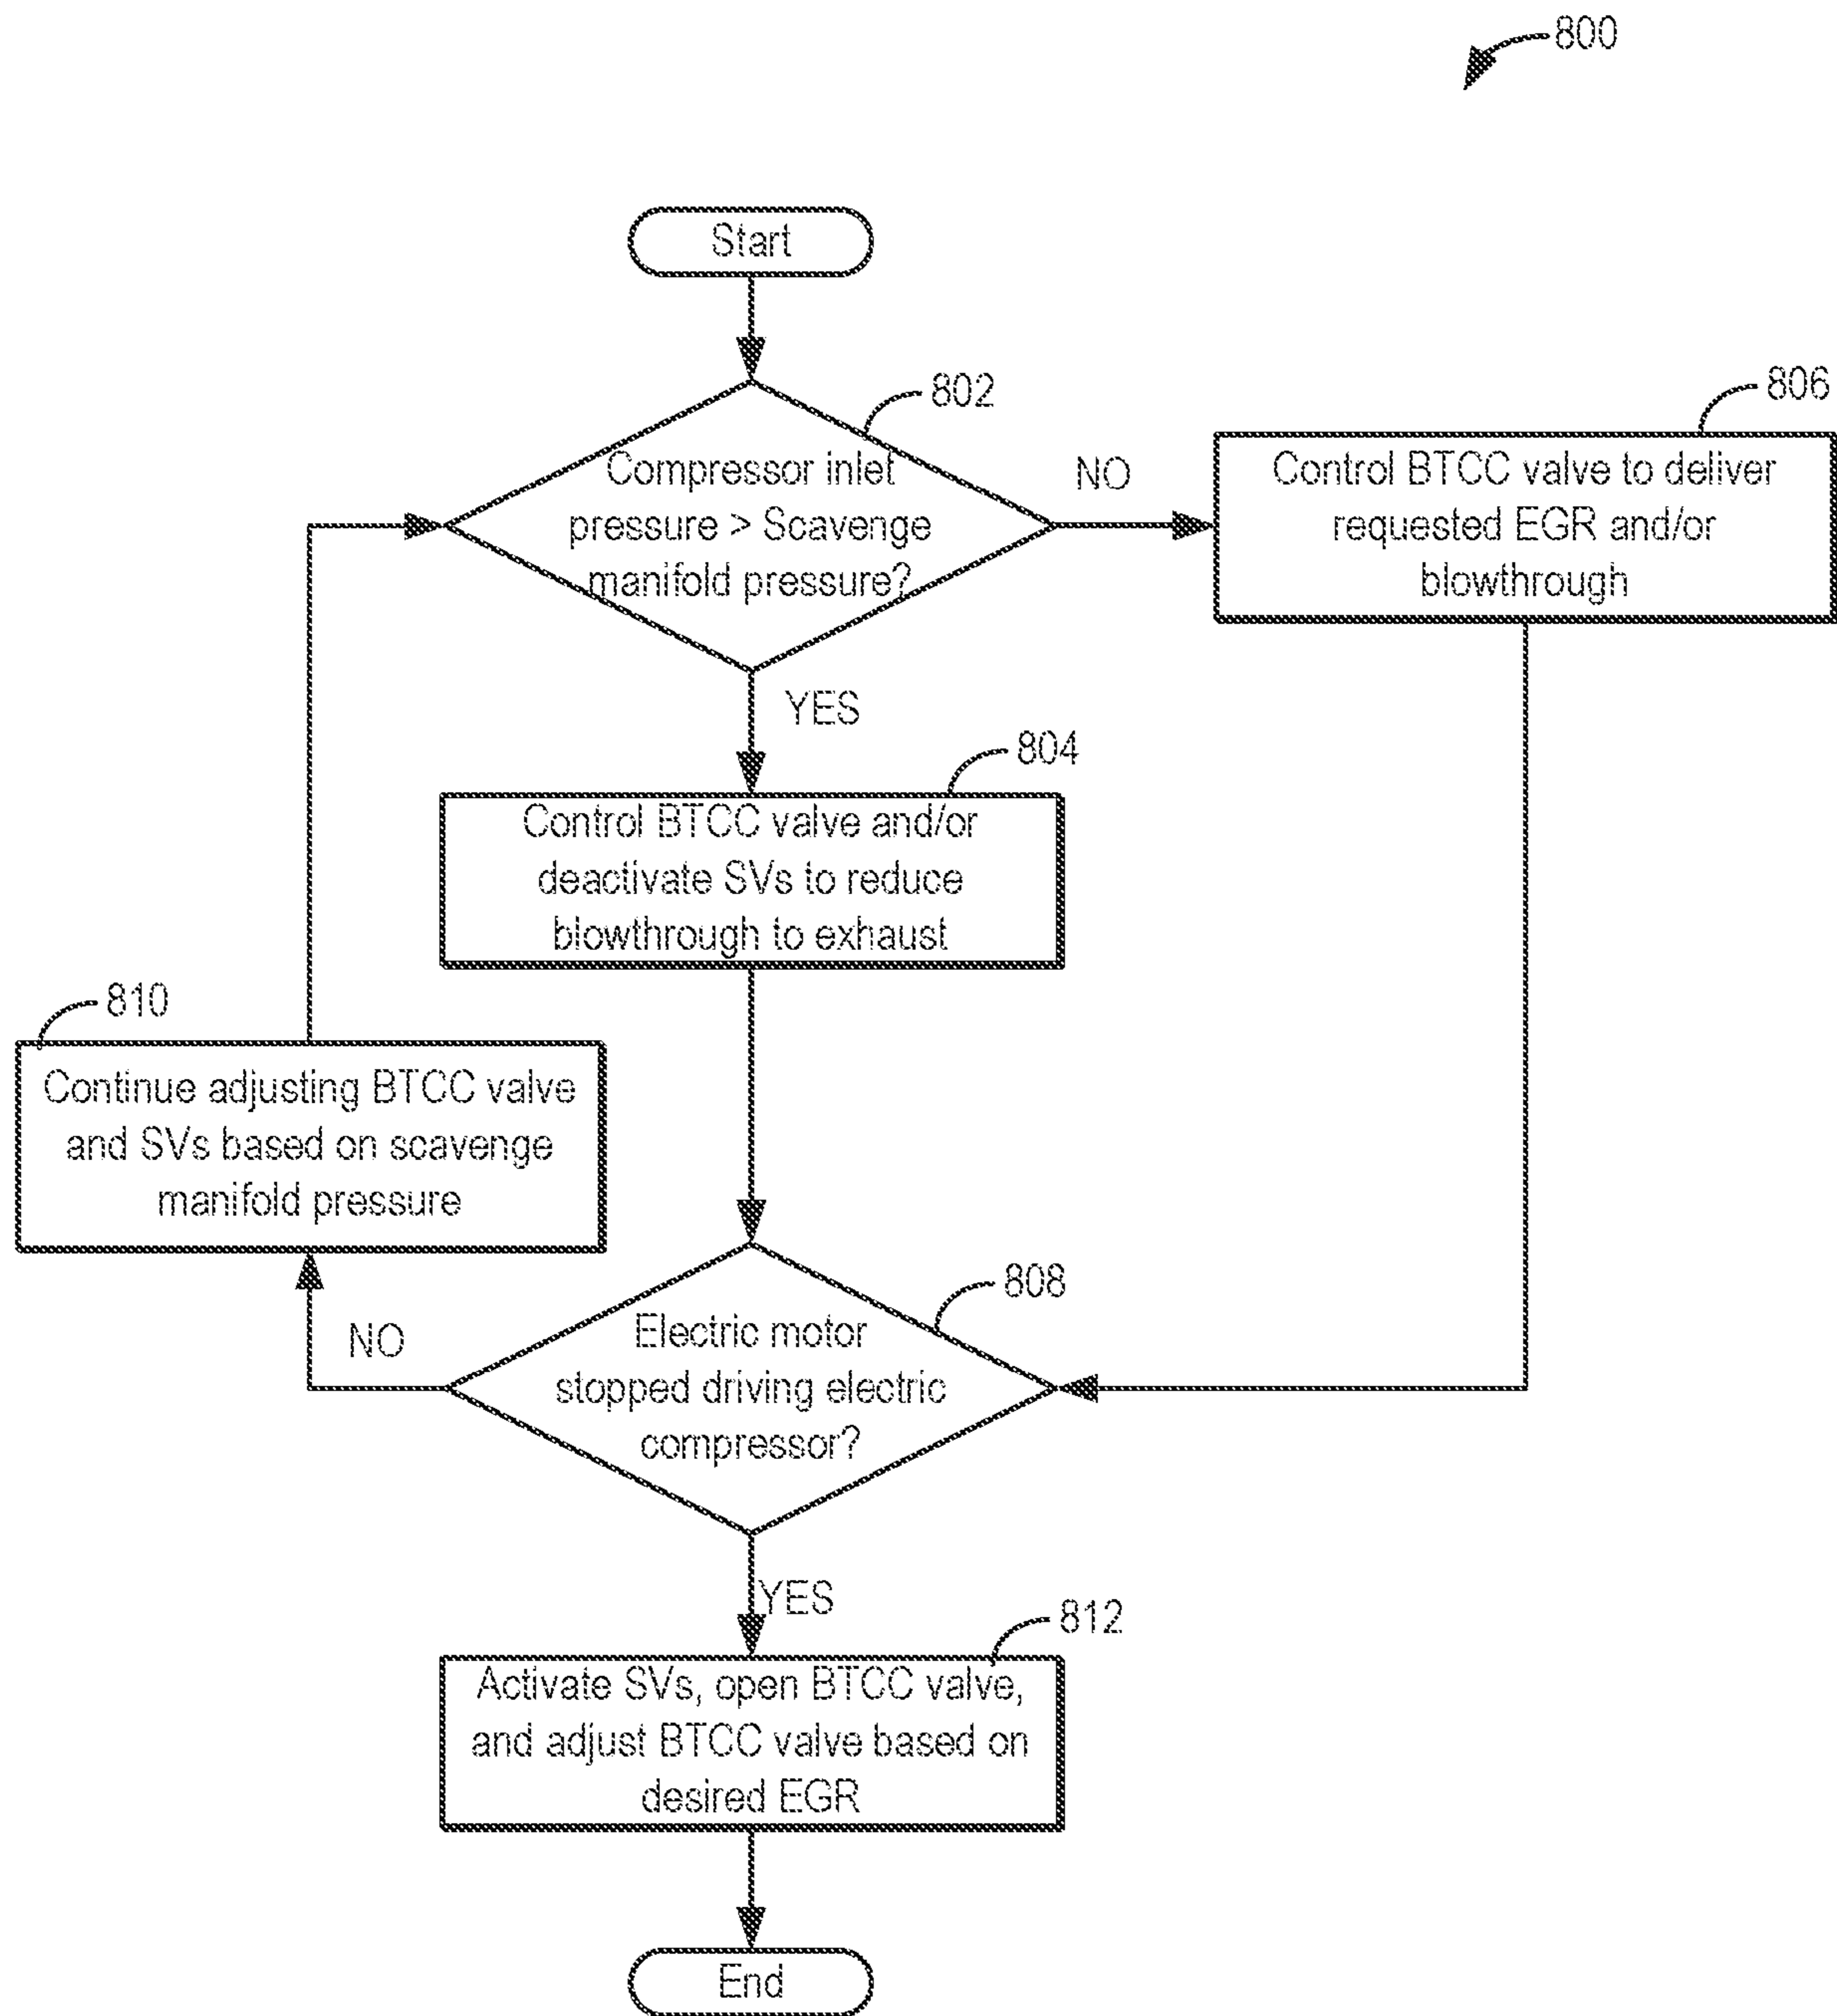 800
Start
802
Compressor inlet
pressure > Scavenge
manifold pressure?
NO
806
Control BTCC valve to deliver
requested EGR and/or
blowthrough
YES
804
Control BTCC valve and/or
deactivate SVs to reduce
blowthrough to exhaust
810
Continue adjusting BTCC valve
and SVs based on scavenge
manifold pressure
808
Electric motor
stopped driving electric
compressor?
NO
YES
812
Activate SVs, open BTCC valve,
and adjust BTCC valve based on
desired EGR
End